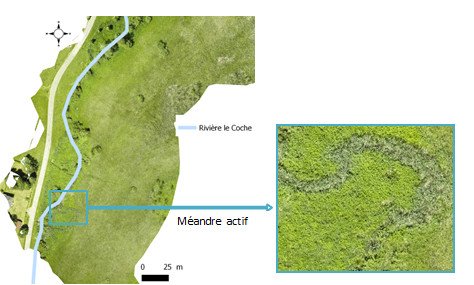 Rivière le Coche
Méandre actif
0 25 m